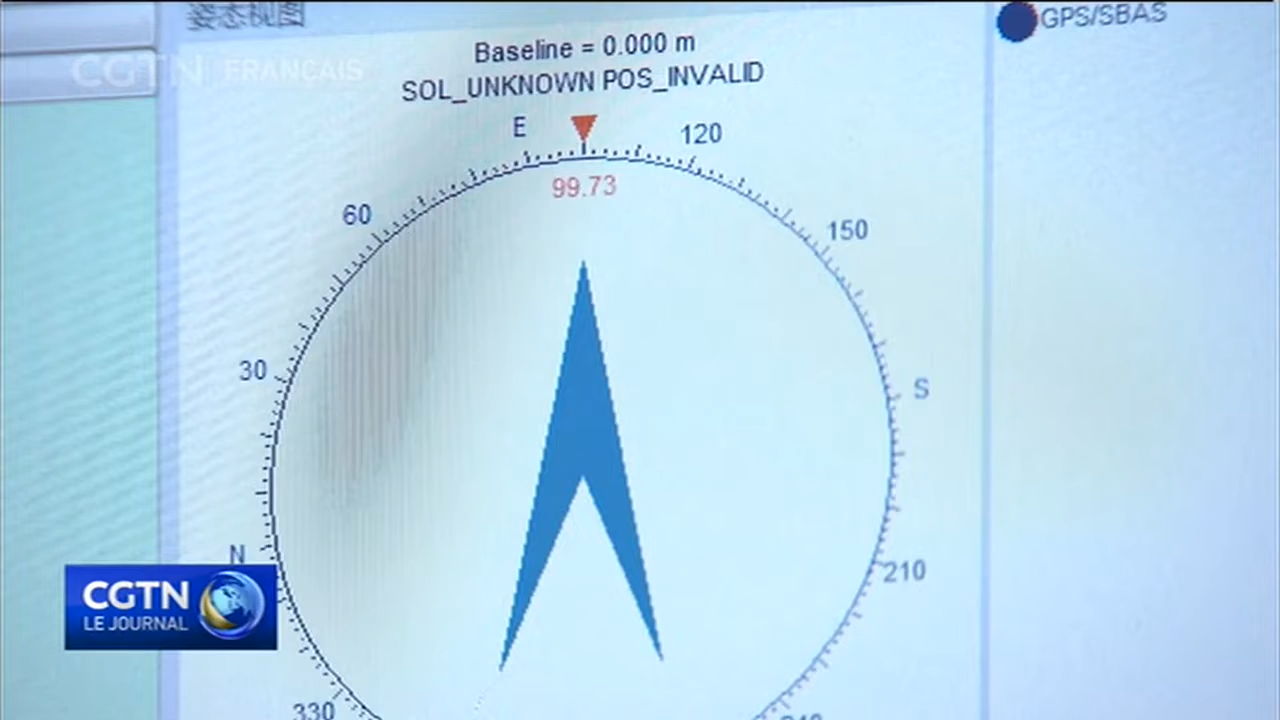 姿态视图
GPS/SBAS
CGTN FRANÇAIS
Baseline = 0.000 m
SOL_UNKNOWN POS_INVALID
E
120
99.73
60
150
30
S
N
210
CGTN
LE JOURNAL
330
240